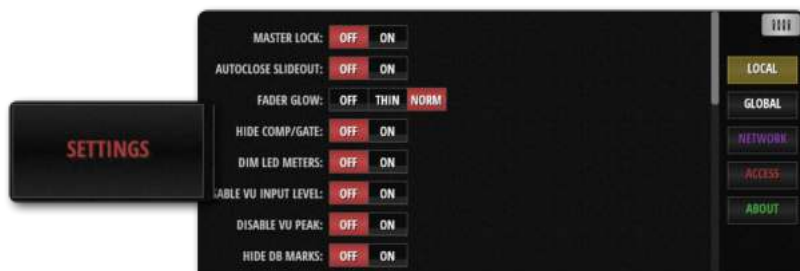 MASTER LOCK: OFF ON
AUTOCLOSE SLIDEOUT: OFF ON
FADER GLOW: OFF THIN NORM
HIDE COMP/GATE: OFF ON
DIM LED METERS: OFF ON
SABLE VU INPUT LEVEL: OFF ON
DISABLE VU PEAK: OFF ON
HIDE DB MARKS: OFF ON
SETTINGS
LOCAL
GLOBAL
NETWORK
ACCESS
ABOUT